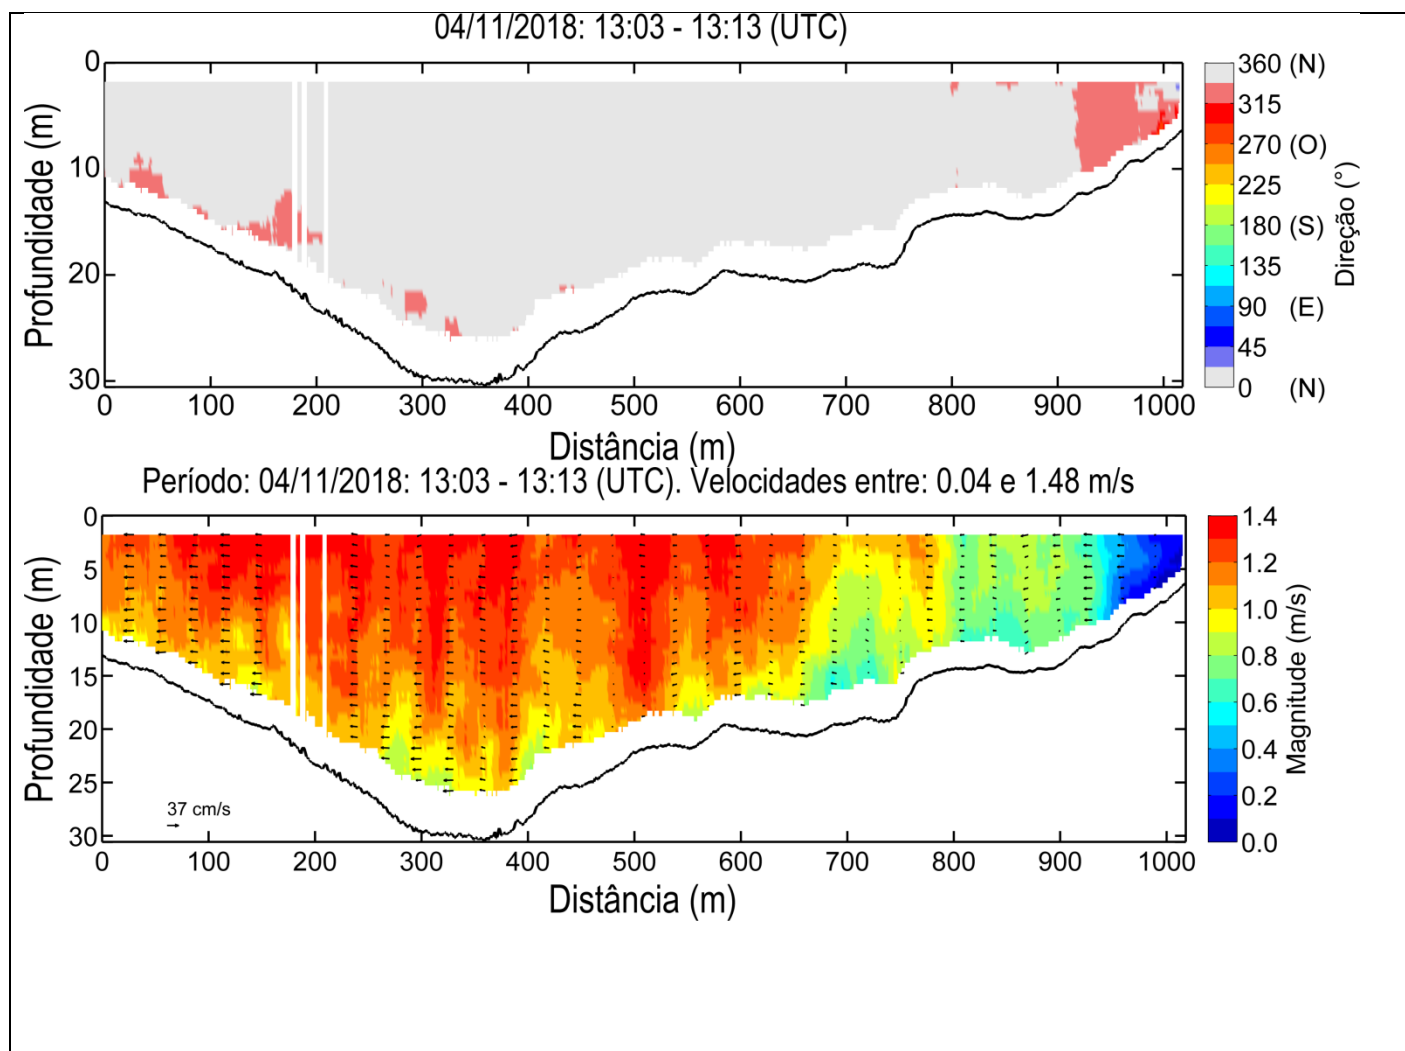 04/11/2018: 13:03 - 13:13 (UTC)
Profundidade (m)
0
10
20
30
0 100 200 300 400 500 600 700 800 900 1000
Distância (m)
360 (N)
315
270 (O)
225
180 (S)
135
90 (E)
45
0 (N)
Direção (°)
Período: 04/11/2018: 13:03 - 13:13 (UTC). Velocidades entre: 0.04 e 1.48 m/s
Profundidade (m)
0
5
10
15
20
25
30
37 cm/s
0 100 200 300 400 500 600 700 800 900 1000
Distância (m)
1.4
1.2
1.0
0.8
0.6
0.4
0.2
0.0
Magnitude (m/s)